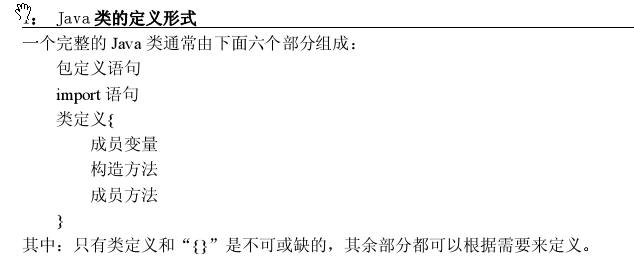 ： Java 类的定义形式
一个完整的 Java 类通常由下面六个部分组成：
包定义语句
import 语句
类定义{
成员变量
构造方法
成员方法
}
其中：只有类定义和“{}”是不可或缺的，其余部分都可以根据需要来定义。